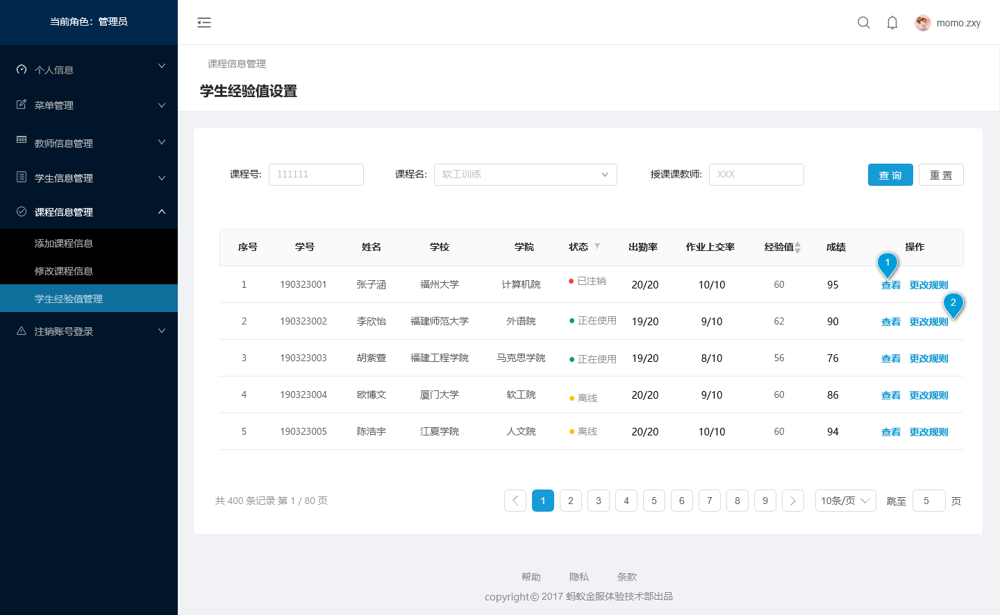 当前角色：管理员
momo.zxy
个人信息
菜单管理
教师信息管理
学生信息管理
课程信息管理
添加课程信息
修改课程信息
学生经验值管理
注销账号登录
课程信息管理
学生经验值设置
课程号: 111111 课程名: 软工训练 授课课教师: XXX 查 询 重 置
序号 学号 姓名 学校 学院 状态 出勤率 作业上交率 经验值 成绩 操作
1
1 190323001 张子涵 福州大学 计算机院 已注销 20/20 10/10 60 95 查看 更改规则
2
2 190323002 李欣怡 福建师范大学 外语院 正在使用 19/20 9/10 62 90 查看 更改规则
3 190323003 胡紫萱 福建工程学院 马克思学院 正在使用 19/20 8/10 56 76 查看 更改规则
4 190323004 欧博文 厦门大学 软工院 离线 20/20 9/10 60 86 查看 更改规则
5 190323005 陈浩宇 江夏学院 人文院 离线 20/20 10/10 60 94 查看 更改规则
共 400 条记录 第 1 / 80 页 1 2 3 4 5 6 7 8 9 10条/页 跳至 5 页
帮助 隐私 条款
copyright© 2017 蚂蚁金服体验技术部出品